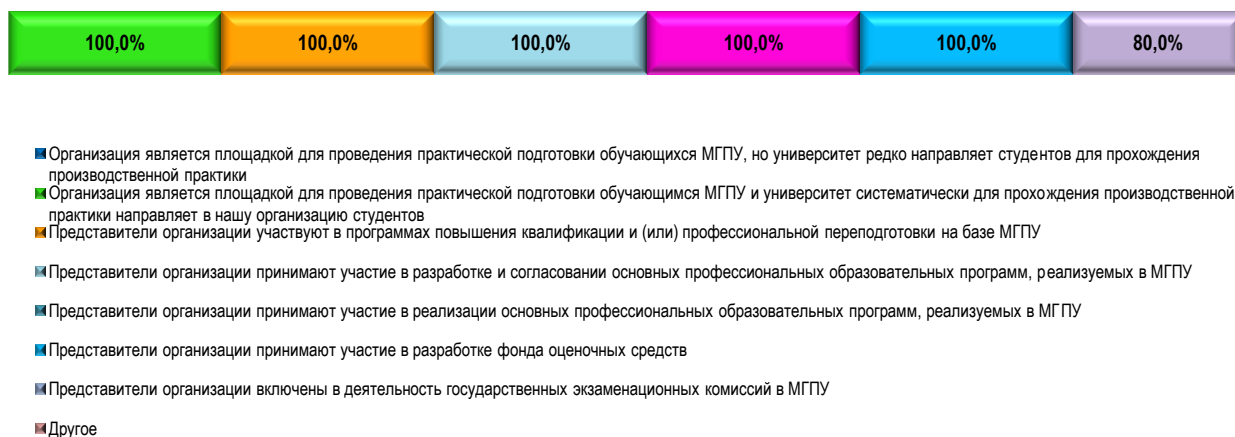 100,0% 100,0% 100,0% 100,0% 100,0% 80,0%
Организация является площадкой для проведения практической подготовки обучающихся МГПУ, но университет редко направляет студентов для прохождения
производственной практики
Организация является площадкой для проведения практической подготовки обучающимся МГПУ и университет систематически для прохождения производственной
практики направляет в нашу организацию студентов
Представители организации участвуют в программах повышения квалификации и (или) профессиональной переподготовки на базе МГПУ
Представители организации принимают участие в разработке и согласовании основных профессиональных образовательных программ, реализуемых в МГПУ
Представители организации принимают участие в реализации основных профессиональных образовательных программ, реализуемых в МГПУ
Представители организации принимают участие в разработке фонда оценочных средств
Представители организации включены в деятельность государственных экзаменационных комиссий в МГПУ
Другое